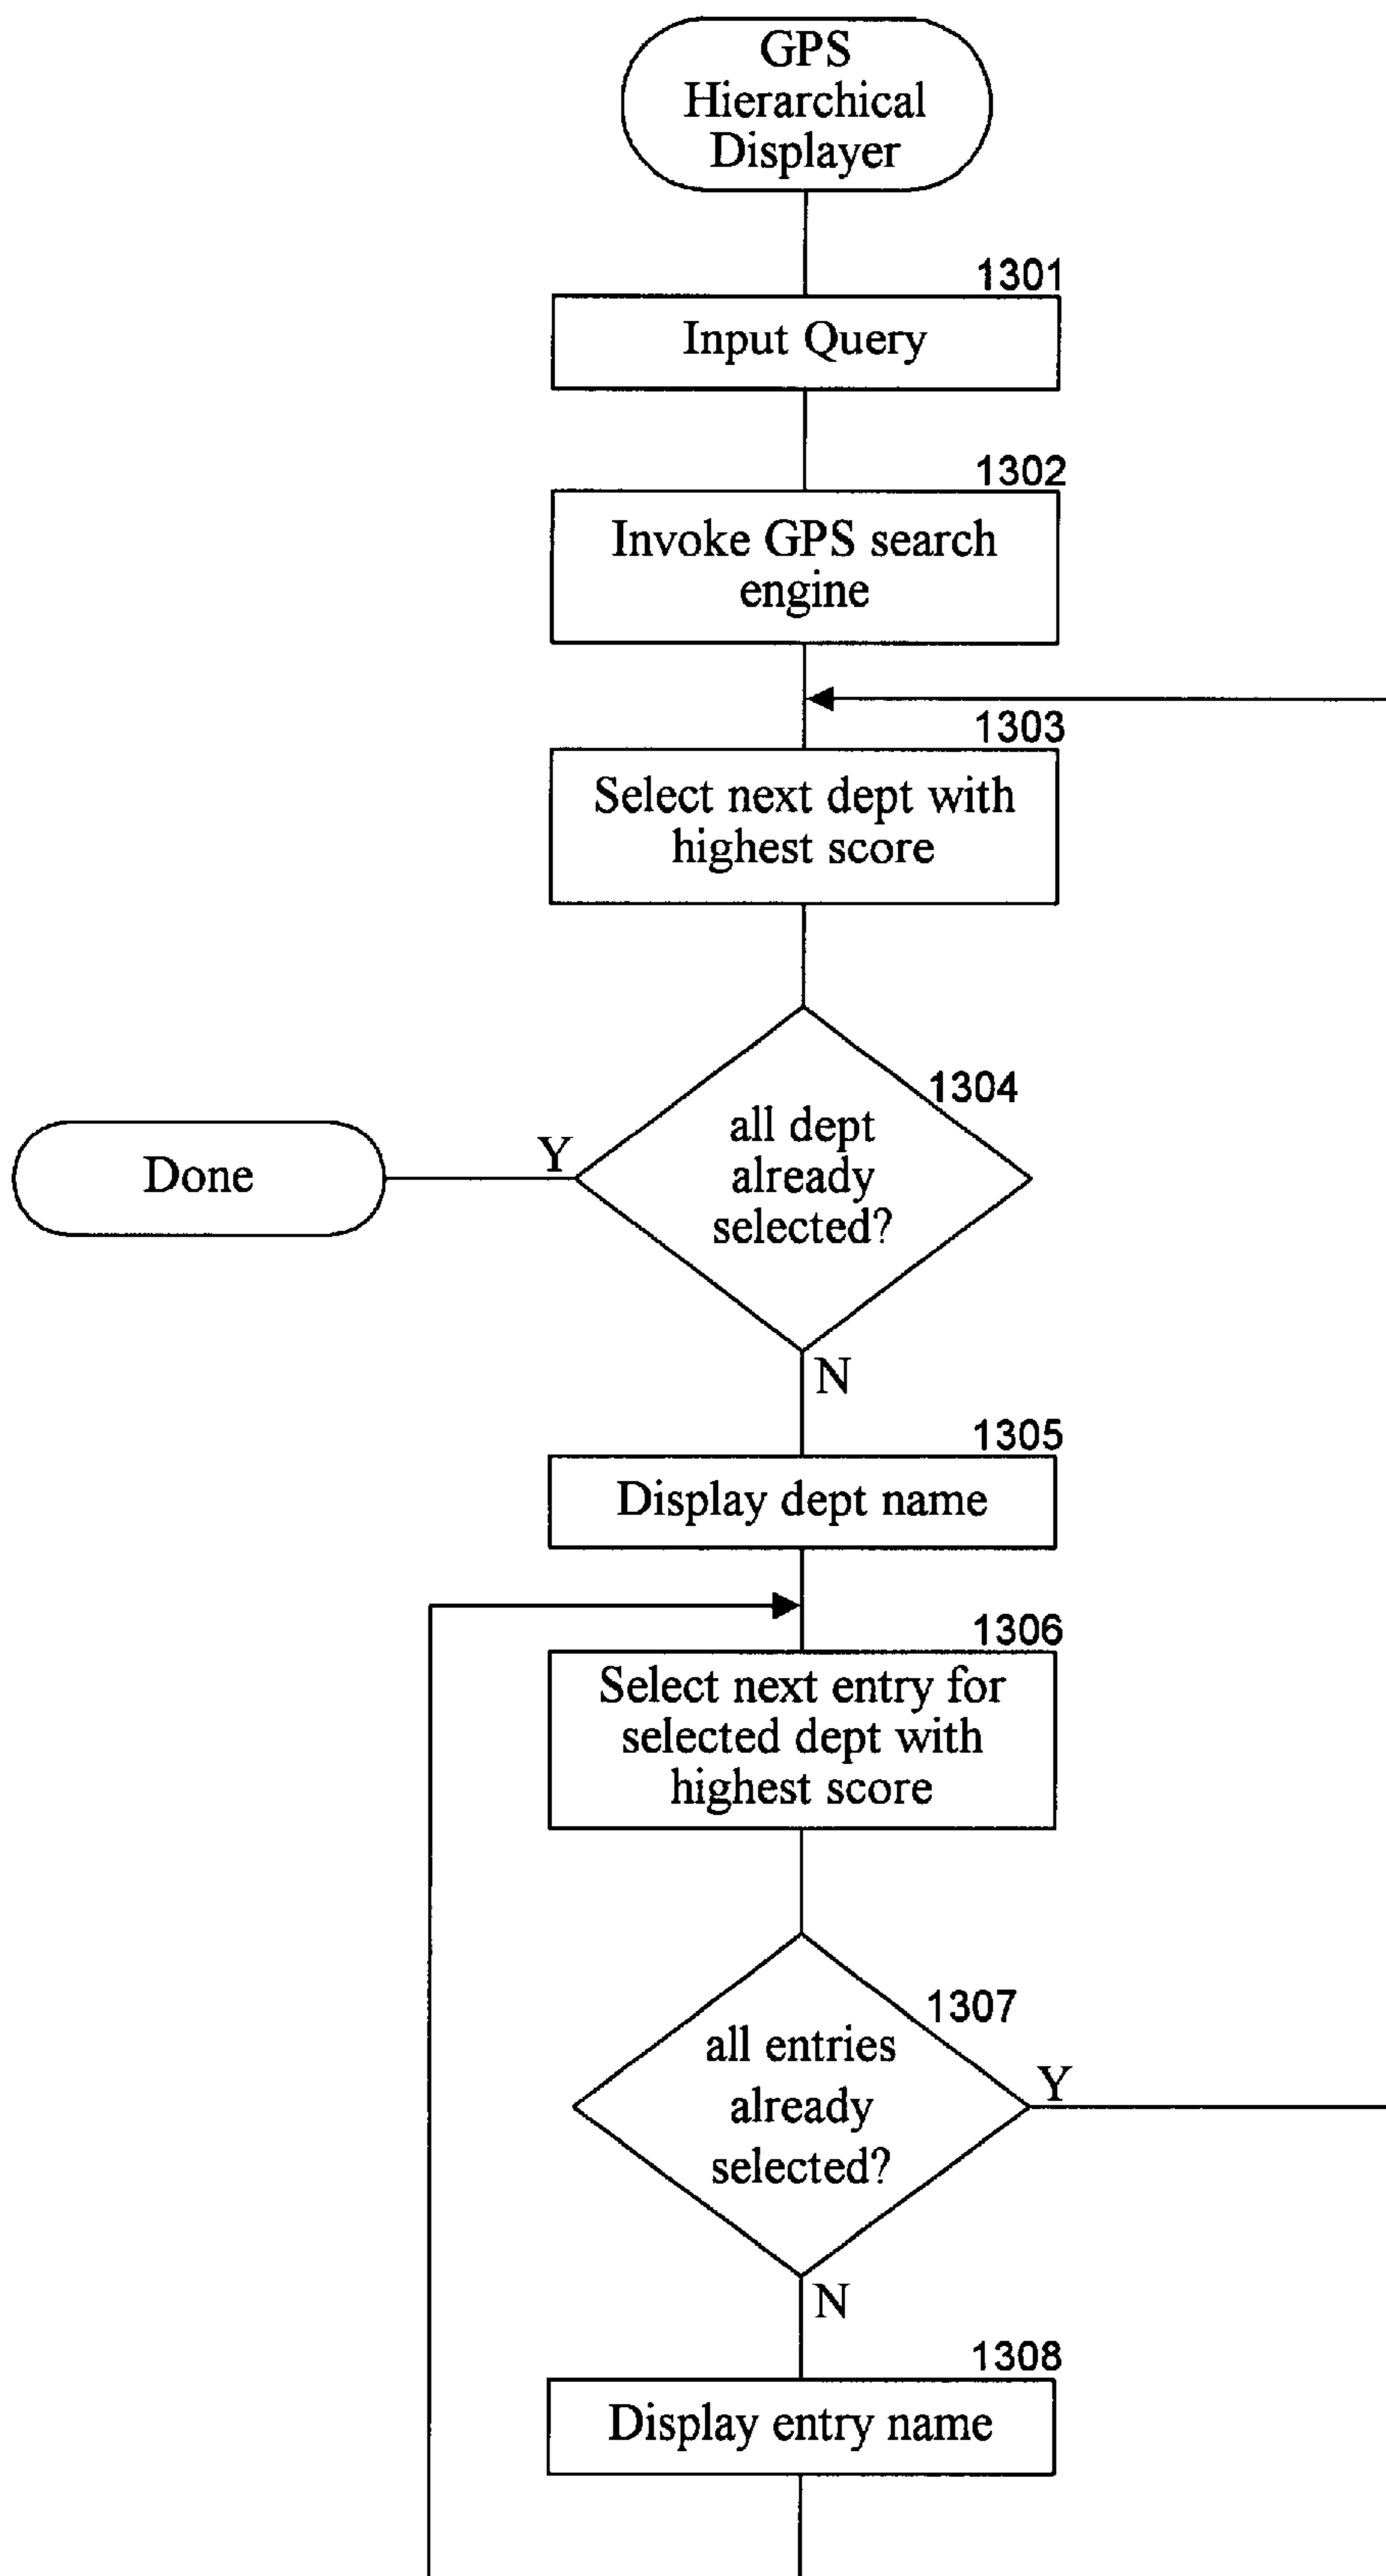 GPS
Hierarchical
Displayer
1301
Input Query
1302
Invoke GPS search
engine
1303
Select next dept with
highest score
1304
all dept
already
selected?
Y
Done
N
1305
Display dept name
1306
Select next entry for
selected dept with
highest score
1307
all entries
already
selected?
Y
N
1308
Display entry name